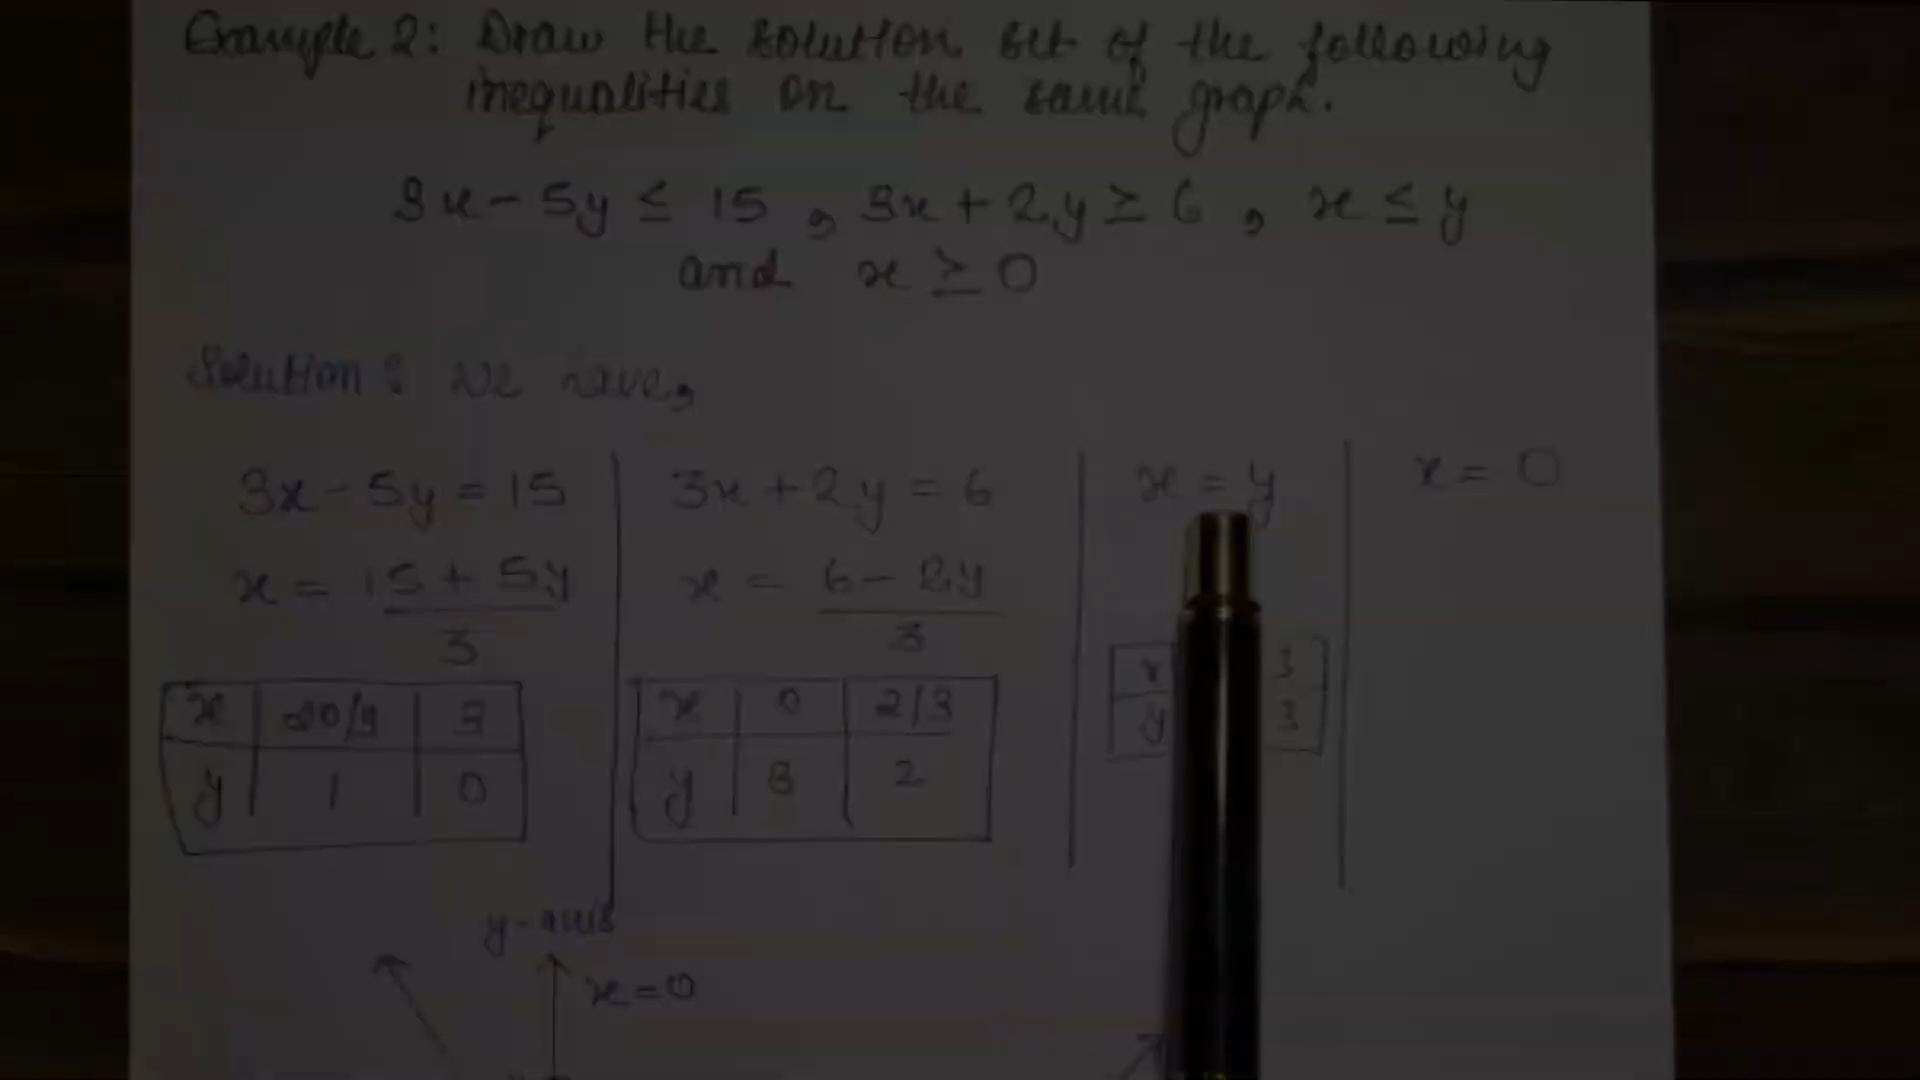 Example 2: Draw the solution set of the following
inequalities on the same graph.
3x - 5y ≤ 15 , 3x + 2y ≥ 6 , x ≤ y
and x ≥ 0
Solution : We have,
3x - 5y = 15
x = 15 + 5y
3
x 20/3
y 1 0
3x + 2y = 6
x = 6 - 2y
3
x 0 2/3
y 3 2
x = y
x 3
y 3
x = 0
y-axis
x = 0